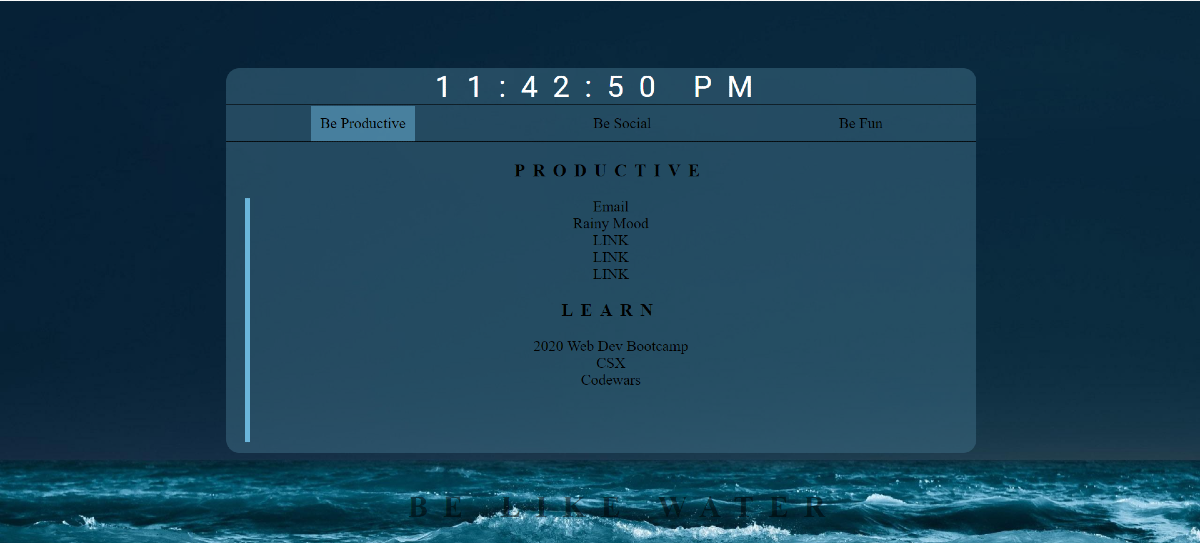 11:42:50 PM
Be Productive Be Social Be Fun
PRODUCTIVE
Email
Rainy Mood
LINK
LINK
LINK
LEARN
2020 Web Dev Bootcamp
CSX
Codewars
BE LIKE WATER